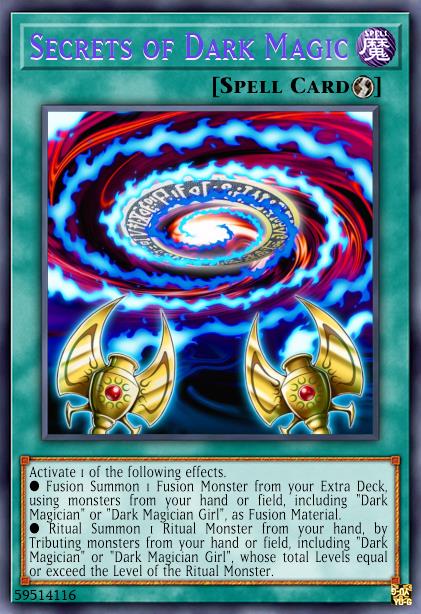 Secrets of Dark Magic
SPELL
魔
[Spell Card]
Activate 1 of the following effects.
● Fusion Summon 1 Fusion Monster from your Extra Deck,
using monsters from your hand or field, including "Dark
Magician" or "Dark Magician Girl", as Fusion Material.
● Ritual Summon 1 Ritual Monster from your hand, by
Tributing monsters from your hand or field, including "Dark
Magician" or "Dark Magician Girl", whose total Levels equal
or exceed the Level of the Ritual Monster.
59514116